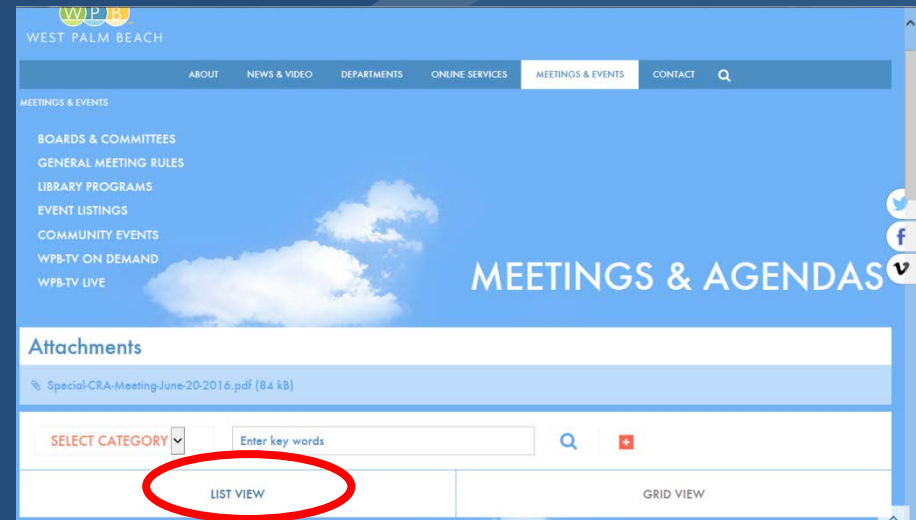 WPB
WEST PALM BEACH
ABOUT NEWS & VIDEO DEPARTMENTS ONLINE SERVICES MEETINGS & EVENTS CONTACT
MEETINGS & EVENTS
BOARDS & COMMITTEES
GENERAL MEETING RULES
LIBRARY PROGRAMS
EVENT LISTINGS
COMMUNITY EVENTS
WPB-TV ON DEMAND
WPB-TV LIVE
MEETINGS & AGENDAS
Attachments
Special-CRA-Meeting-June-20-2016.pdf (84 kB)
SELECT CATEGORY Enter key words
LIST VIEW GRID VIEW